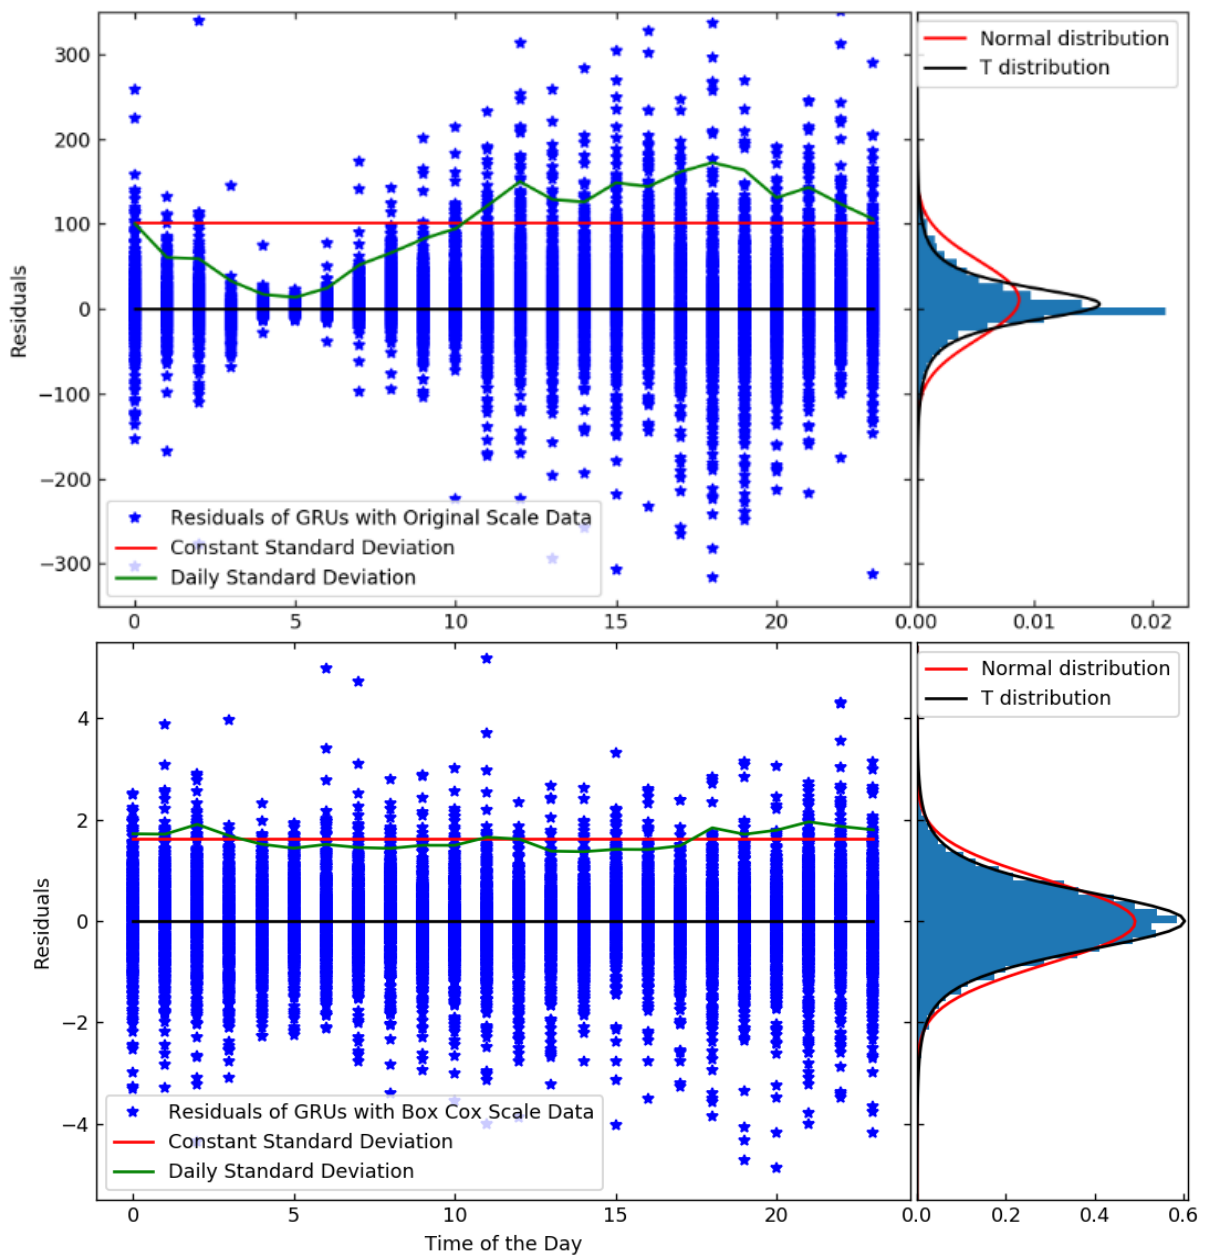 300
200
100
0
−100
−200
−300
Residuals
Residuals of GRUs with Original Scale Data
Constant Standard Deviation
Daily Standard Deviation
0
5
10
15
20
Normal distribution
T distribution
0.00
0.01
0.02
4
2
0
−2
−4
Residuals
Residuals of GRUs with Box Cox Scale Data
Constant Standard Deviation
Daily Standard Deviation
0
5
10
15
20
Time of the Day
Normal distribution
T distribution
0.0
0.2
0.4
0.6